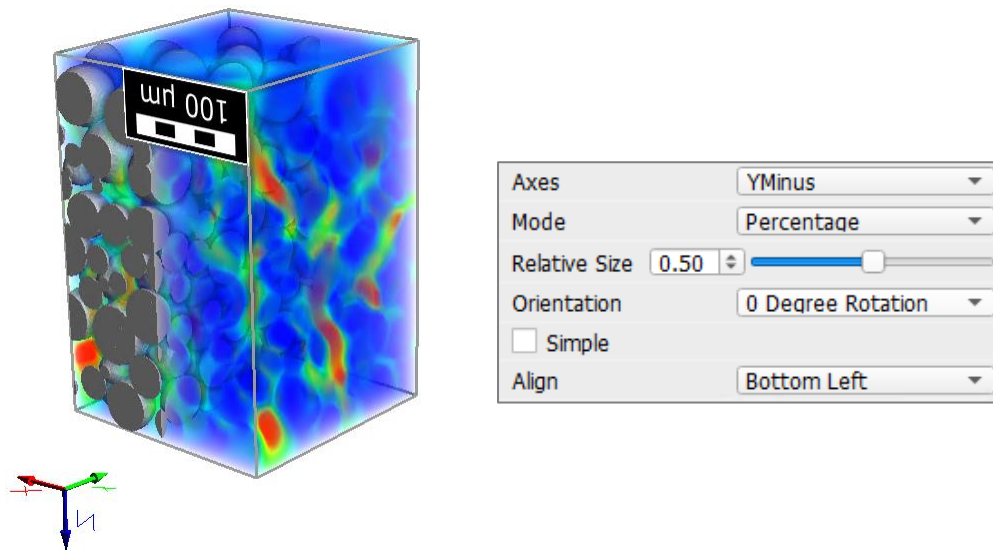 100 µm
X
Y
Z
Axes YMinus
Mode Percentage
Relative Size 0.50
Orientation 0 Degree Rotation
Simple
Align Bottom Left